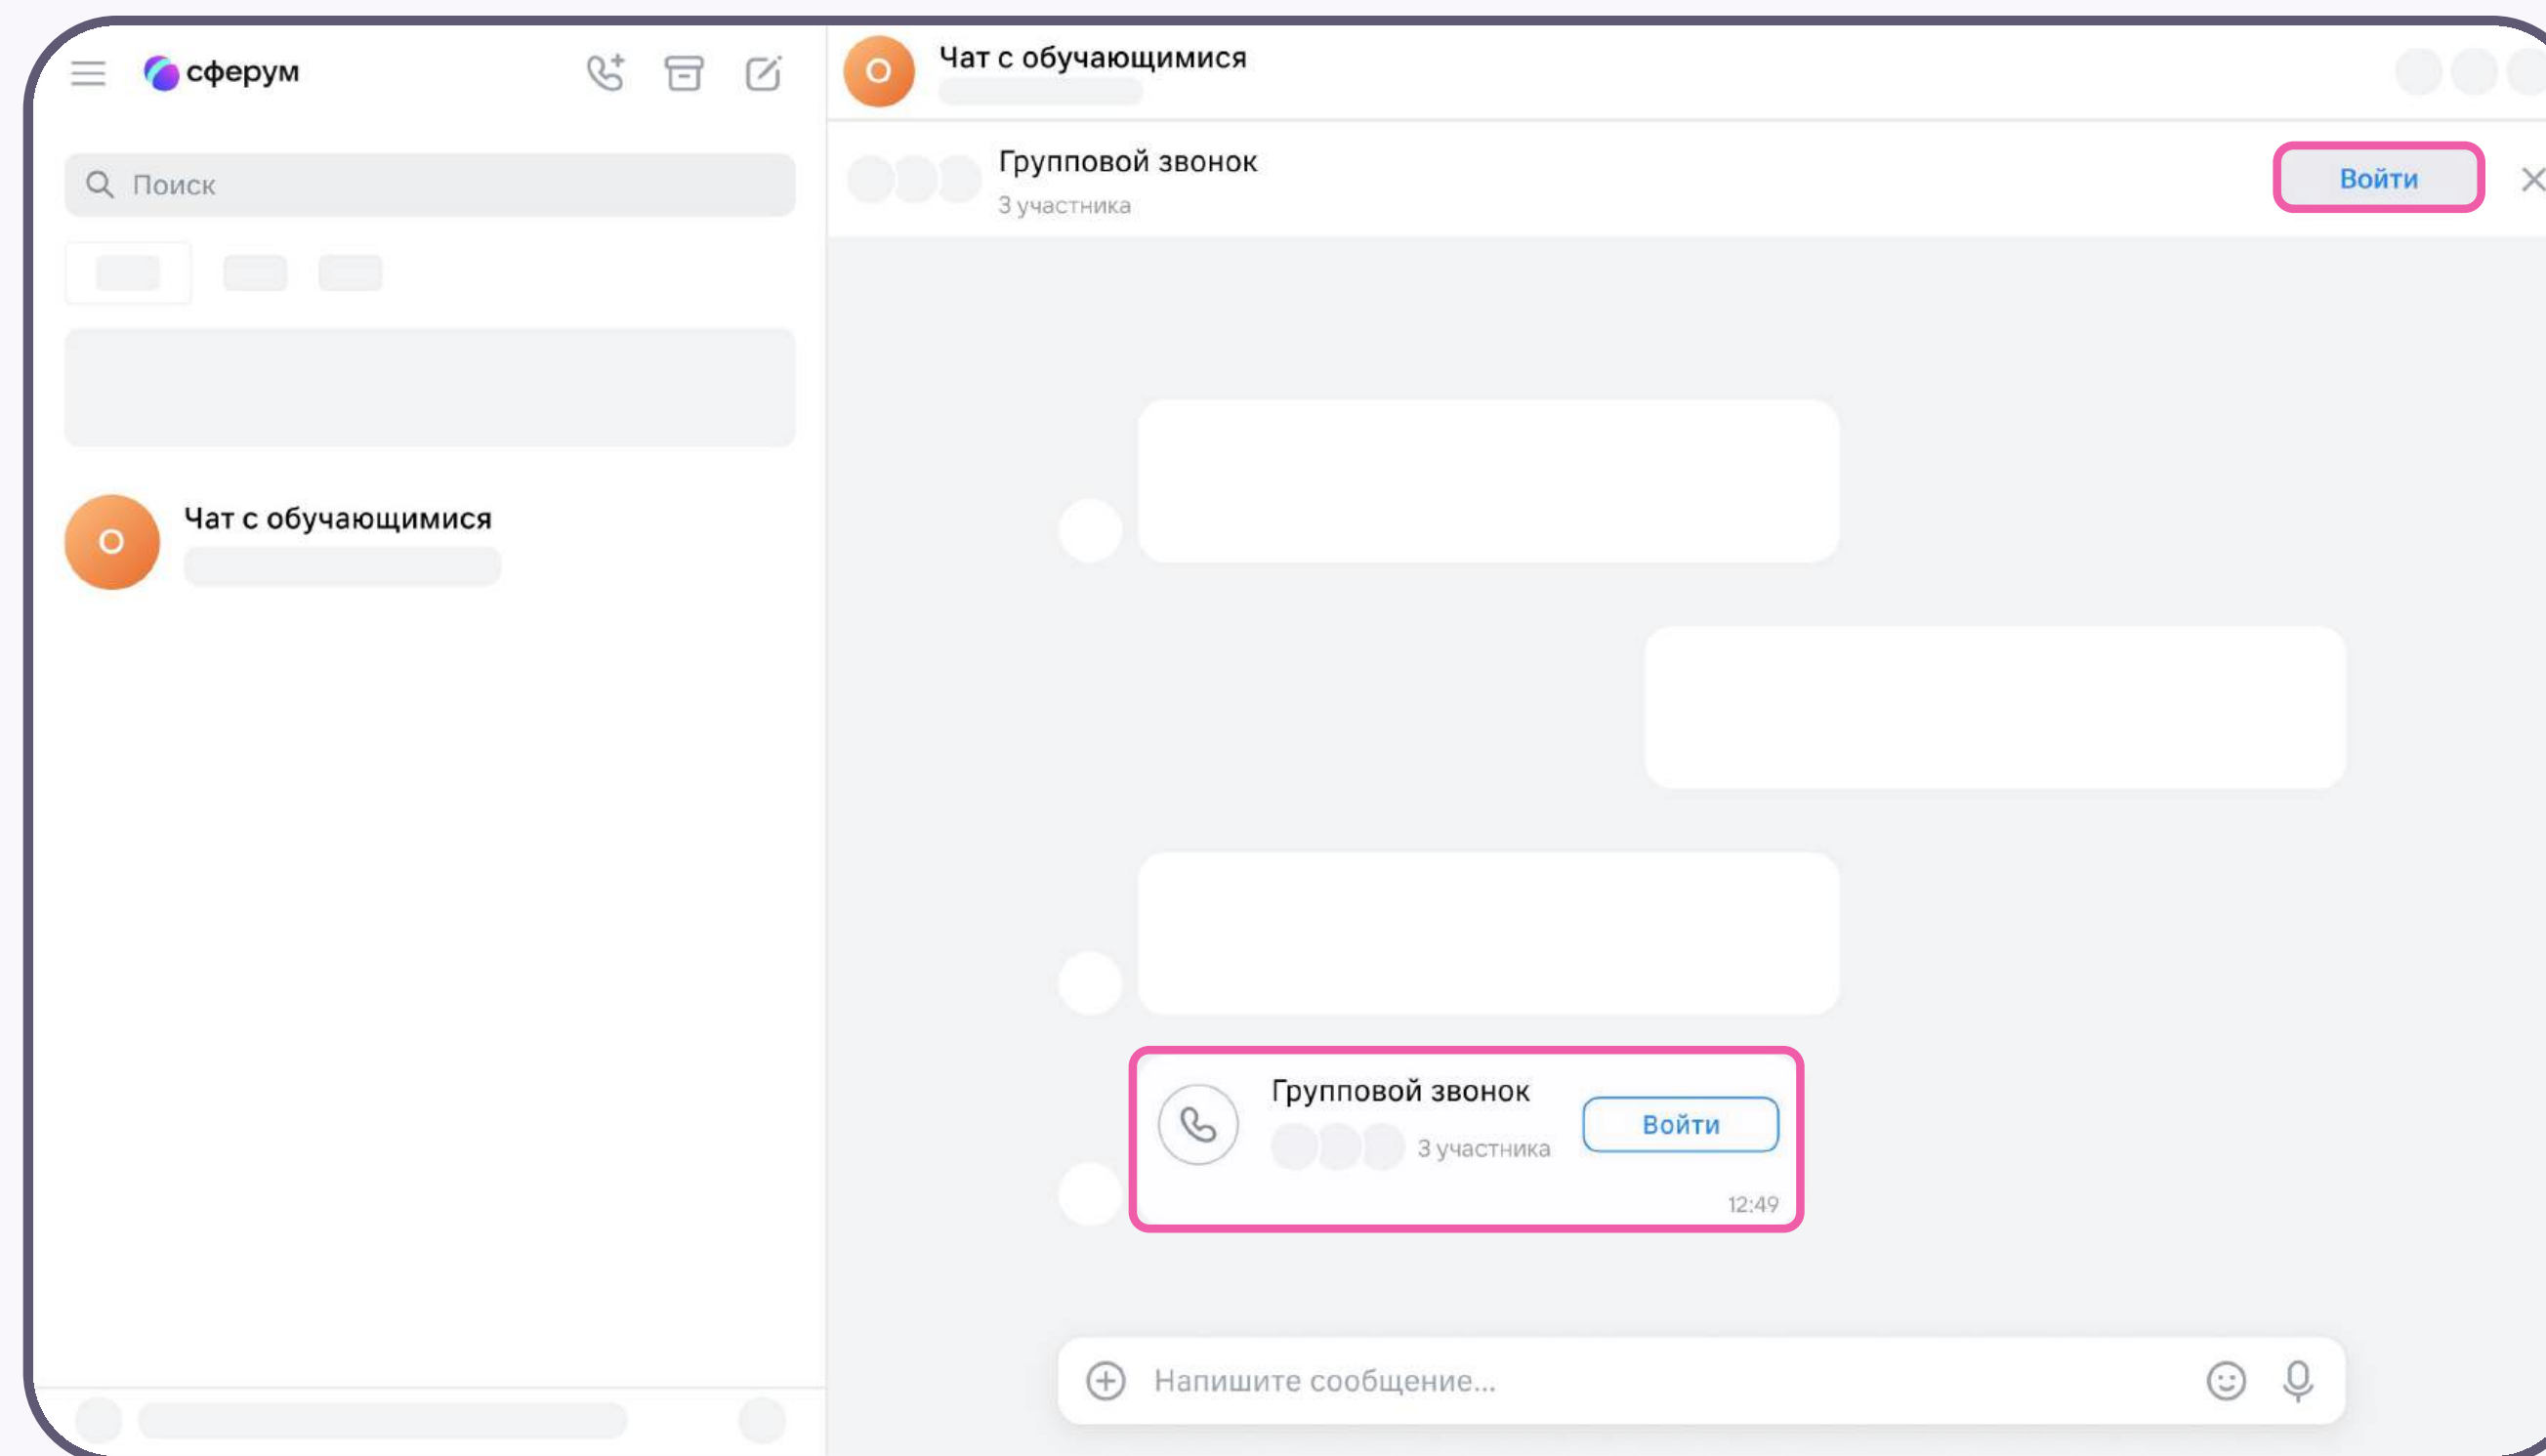 сферум
Поиск
О
Чат с обучающимися
О
Чат с обучающимися
Групповой звонок
3 участника
Войти
Групповой звонок
3 участника
Войти
12:49
Напишите сообщение...